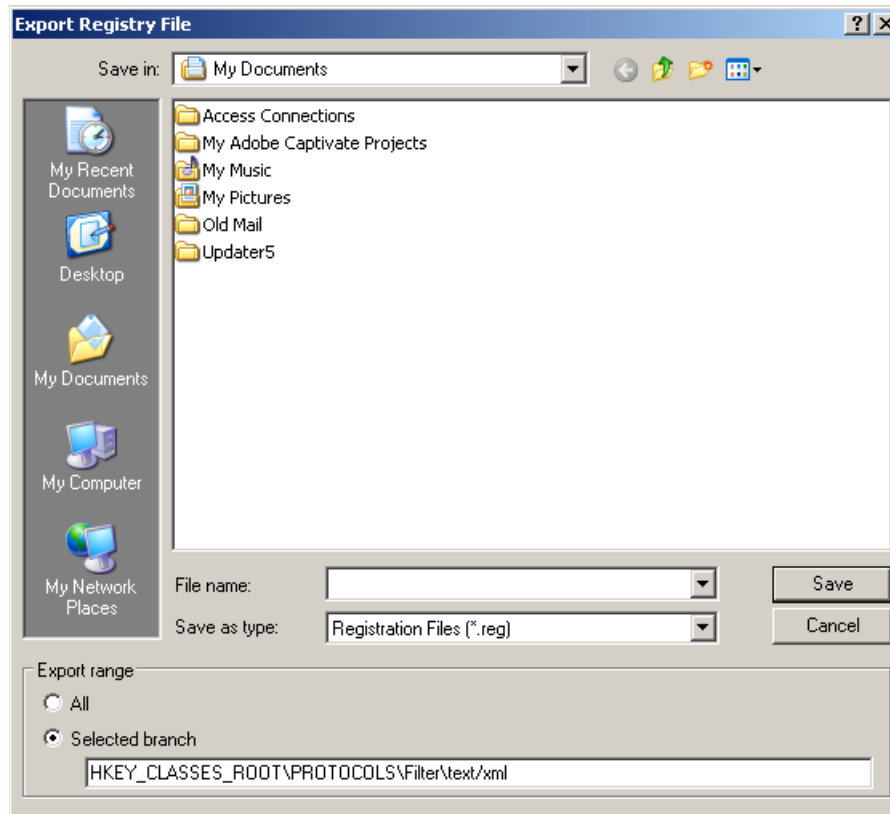 Export Registry File
Save in: My Documents
Access Connections
My Adobe Captivate Projects
My Music
My Pictures
Old Mail
Updater5
My Recent
Documents
Desktop
My Documents
My Computer
My Network
Places
File name: Save
Save as type: Registration Files (*.reg) Cancel
Export range
All
Selected branch
HKEY_CLASSES_ROOT\PROTOCOLS\Filter\text/xml